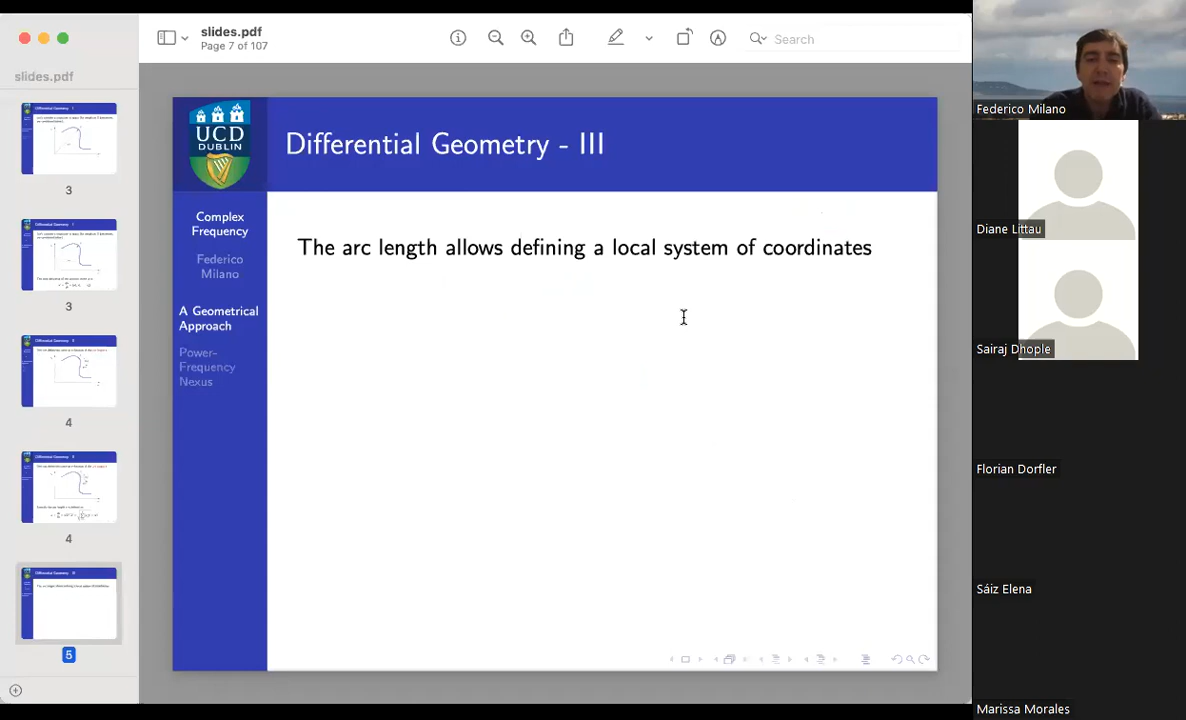 slides.pdf
Page 7 of 107
Search
slides.pdf
3
3
4
4
5
UCD
DUBLIN
Differential Geometry - III
Complex
Frequency
Federico
Milano
A Geometrical
Approach
Power-
Frequency
Nexus
The arc length allows defining a local system of coordinates
Federico Milano
Diane Littau
Sairaj Dhople
Florian Dorfler
Sáiz Elena
Marissa Morales